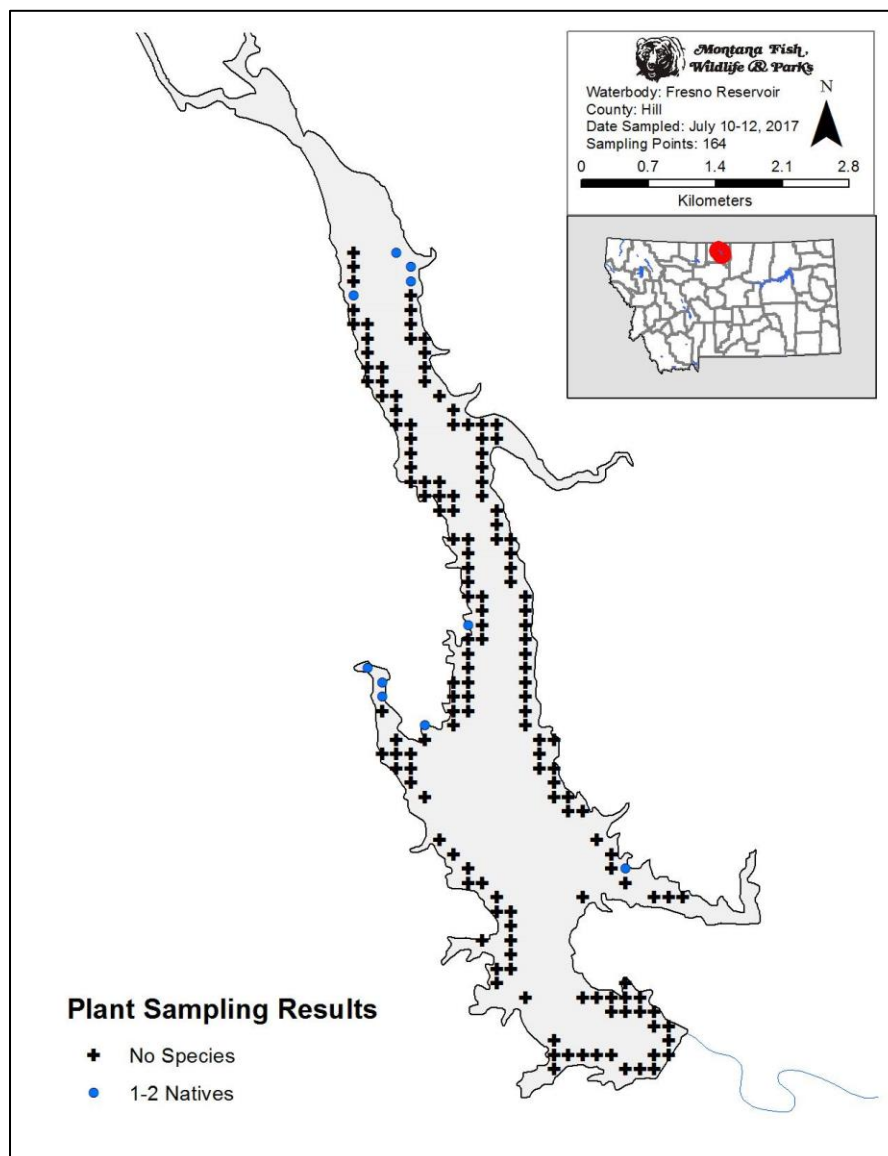 Montana Fish,
Wildlife & Parks
Waterbody: Fresno Reservoir
County: Hill
Date Sampled: July 10-12, 2017
Sampling Points: 164
N
0 0.7 1.4 2.1 2.8
Kilometers
Plant Sampling Results
No Species
1-2 Natives